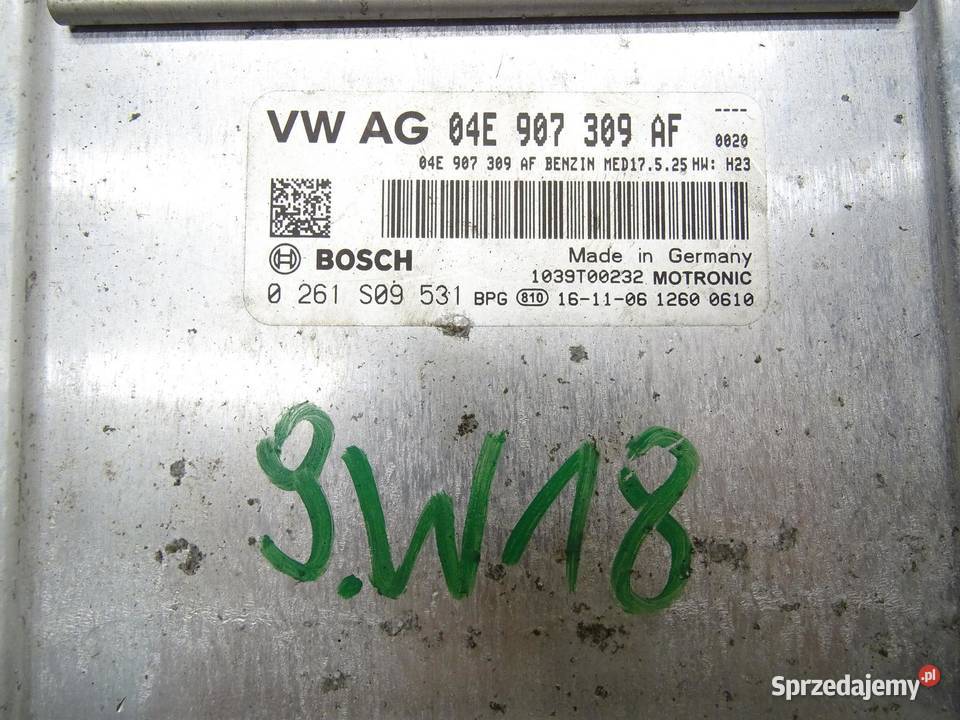 VW AG 04E 907 309 AF ----
0020
04E 907 309 AF BENZIN MED17.5.25 HW: H23
BOSCH
Made in Germany
1039T00232 MOTRONIC
0 261 S09 531 BPG 810 16-11-06 1260 0610
9.W18
Sprzedajemy.pl